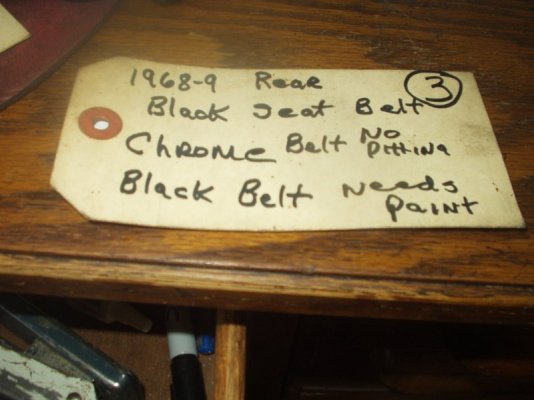 1968-9 Rear ③
Black Seat Belt
Chrome Belt No Pitting
Black Belt Needs Paint